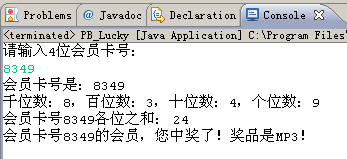 Problems @ Javadoc Declaration Console
<terminated> PB_Lucky [Java Application] C:\Program Files
请输入4位会员卡号：
8349
会员卡号是：8349
千位数：8，百位数：3，十位数：4，个位数：9
会员卡号8349各位之和：24
会员卡号8349的会员，您中奖了！奖品是MP3！